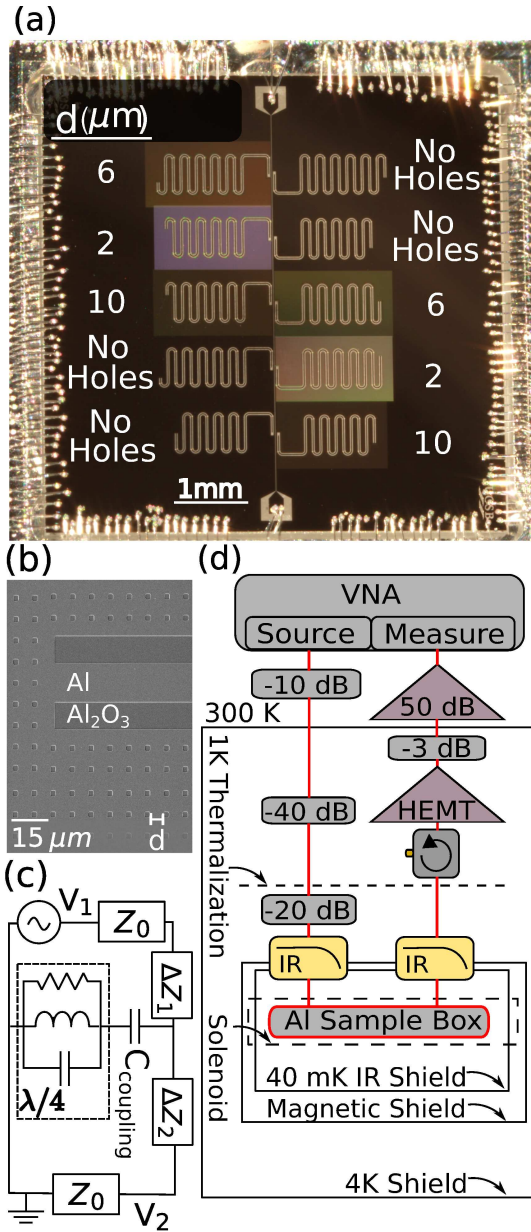 (a)
d(μm)
6
No
Holes
2
No
Holes
10
6
No
Holes
2
No
Holes
10
1mm
(b)
Al
Al₂O₃
15 μm
d
(c)
V₁
Z₀
ΔZ₁
λ/4
C coupling
ΔZ₂
Z₀
V₂
(d)
VNA
Source
Measure
-10 dB
50 dB
300 K
-3 dB
1K Thermalization
HEMT
-40 dB
-20 dB
IR
IR
Solenoid
Al Sample Box
40 mK IR Shield
Magnetic Shield
4K Shield